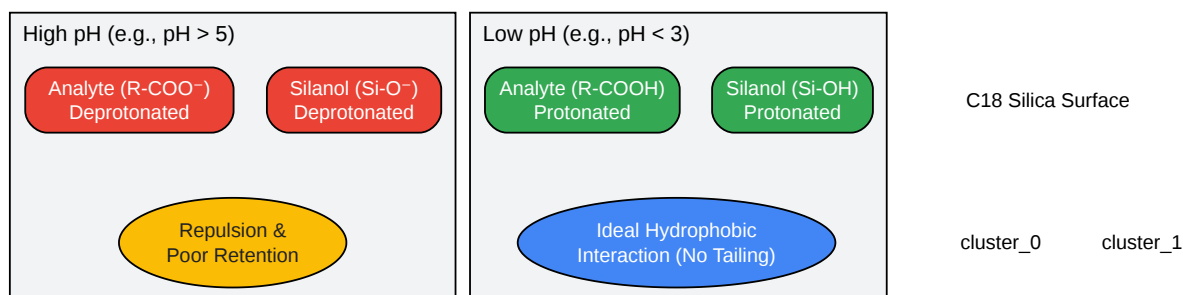 High pH (e.g., pH > 5)
Analyte (R-COO⁻)
Deprotonated
Silanol (Si-O⁻)
Deprotonated
Repulsion &
Poor Retention
Low pH (e.g., pH < 3)
Analyte (R-COOH)
Protonated
Silanol (Si-OH)
Protonated
Ideal Hydrophobic
Interaction (No Tailing)
C18 Silica Surface
cluster_0
cluster_1